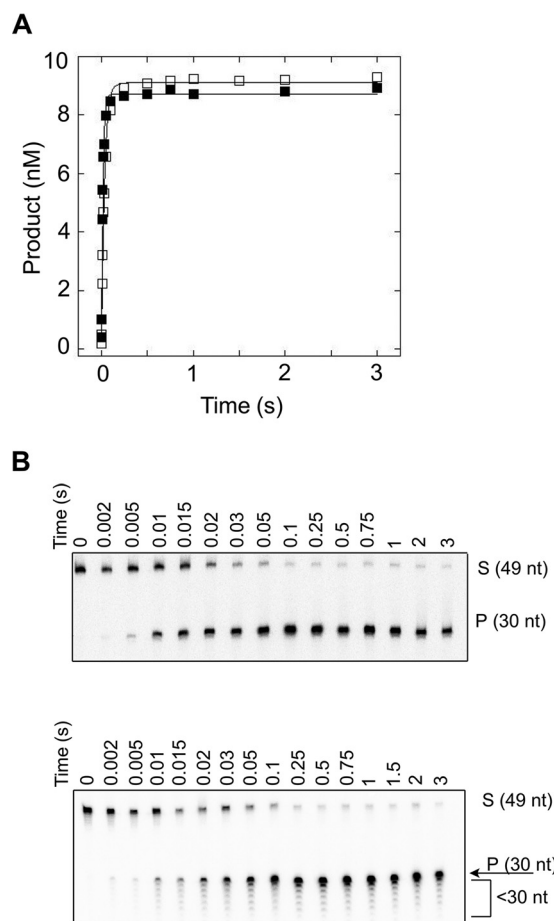 A
Product (nM)
10
8
6
4
2
0
0 1 2 3
Time (s)
B
Time (s)
0 0.002 0.005 0.01 0.015 0.02 0.03 0.05 0.1 0.25 0.5 0.75 1 2 3
S (49 nt)
P (30 nt)
Time (s)
0 0.002 0.005 0.01 0.015 0.02 0.03 0.05 0.1 0.25 0.5 0.75 1 1.5 2 3
S (49 nt)
P (30 nt)
<30 nt